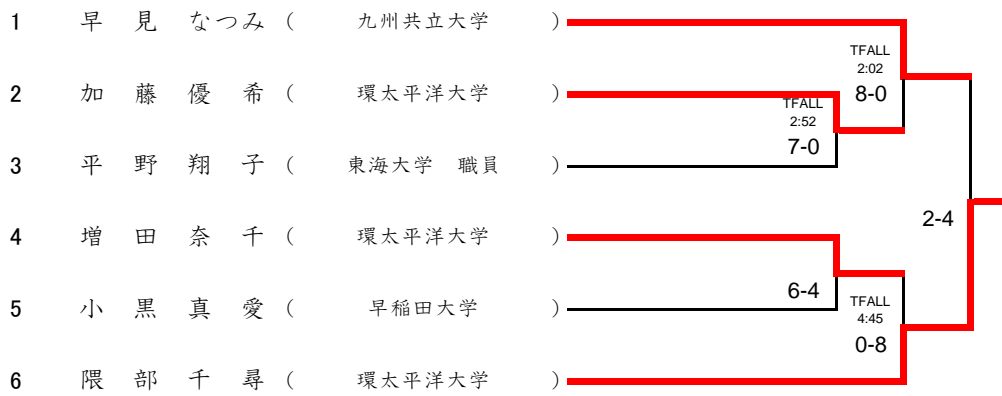 1 早見 なつみ ( 九州共立大学 )
TFALL
2:02
8-0
2 加藤優希 ( 環太平洋大学 )
TFALL
2:52
7-0
3 平野翔子 ( 東海大学 職員 )
2-4
4 増田奈千 ( 環太平洋大学 )
6-4
5 小黒真愛 ( 早稲田大学 )
TFALL
4:45
0-8
6 隈部千尋 ( 環太平洋大学 )